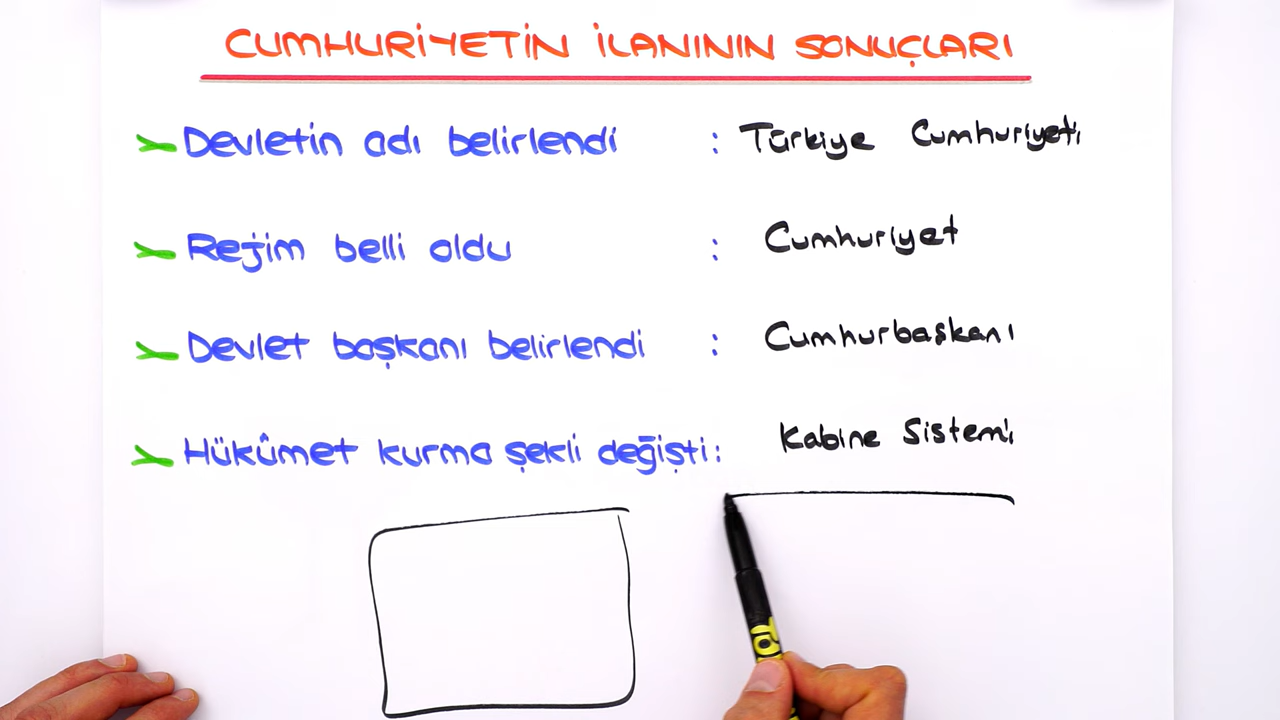 CUMHURİYETİN İLANININ SONUÇLARI
Devletin adı belirlendi : Türkiye Cumhuriyeti
Rejim belli oldu : Cumhuriyet
Devlet başkanı belirlendi : Cumhurbaşkanı
Hükûmet kurma şekli değişti: Kabine Sistemi